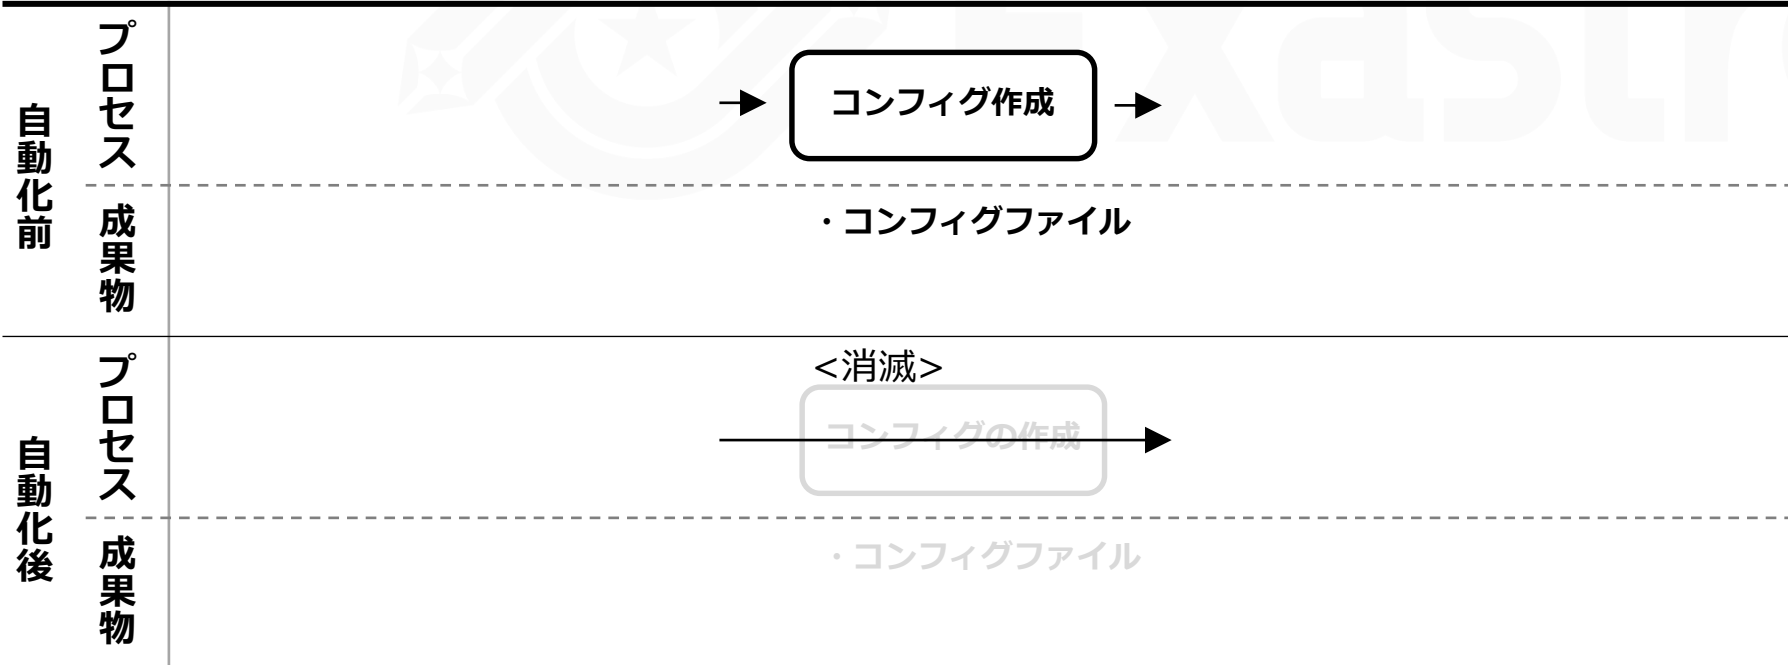 自動化前
プロセス
コンフィグ作成
成果物
・コンフィグファイル
自動化後
プロセス
<消滅>
コンフィグの作成
成果物
・コンフィグファイル